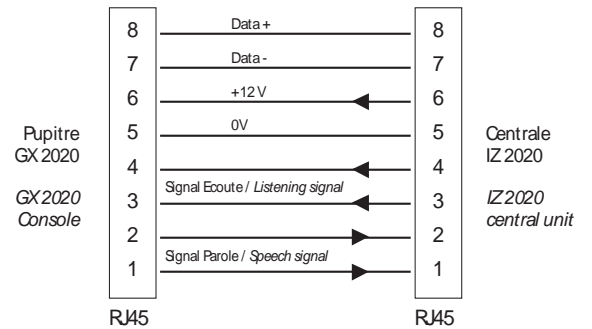 8 Data + 8
7 Data - 7
6 +12 V 6
5 0V 5
4 4
3 Signal Ecoute / Listening signal 3
2 2
1 Signal Parole / Speech signal 1
Pupitre
GX 2020
GX 2020
Console
Centrale
IZ 2020
IZ 2020
central unit
RJ45 RJ45